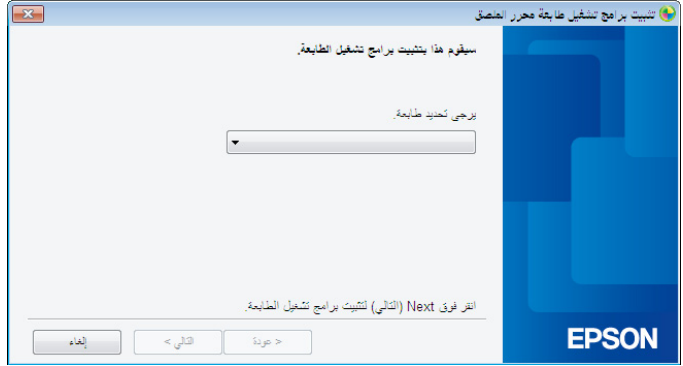 تثبيت برامج تشغيل طابعة محرر الملصق
سيقوم هذا بتثبيت برامج تشغيل الطابعة.
يرجى تحديد طابعة.
انقر فوق Next (التالي) لتثبيت برامج تشغيل الطابعة.
< عودة
التالي >
إلغاء
EPSON